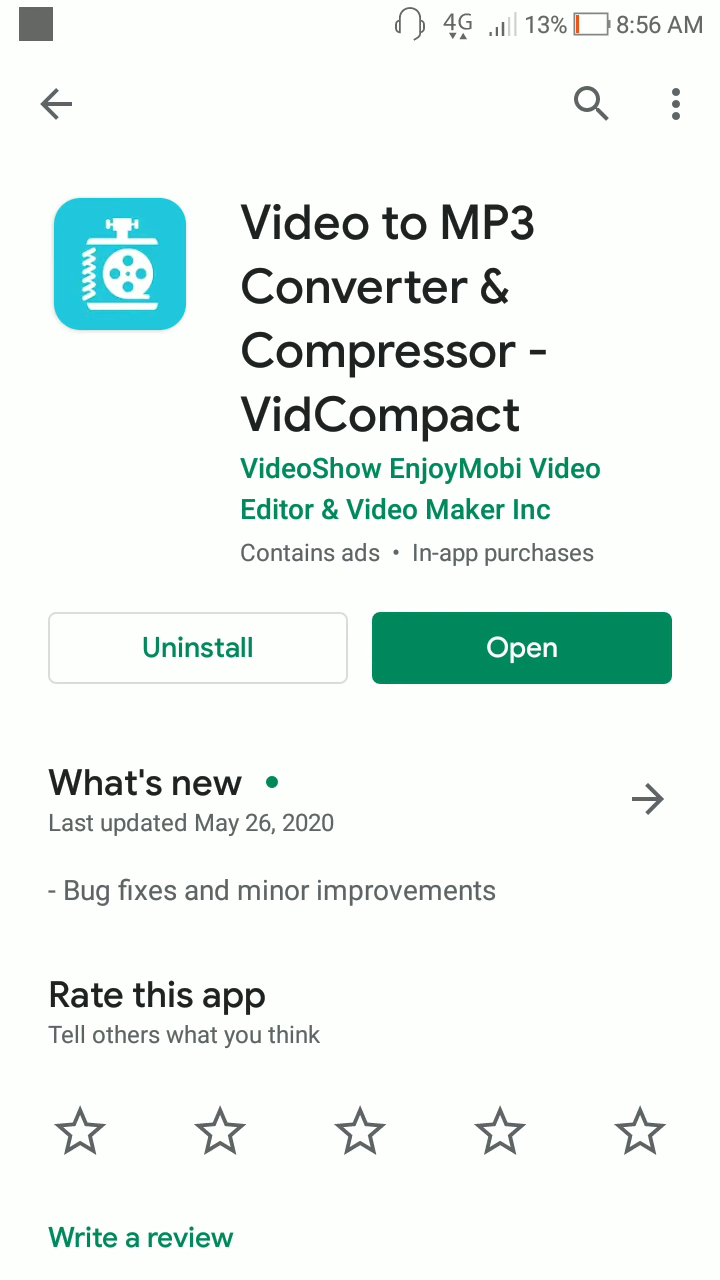 4G 13% 8:56 AM
Video to MP3
Converter &
Compressor -
VidCompact
VideoShow EnjoyMobi Video
Editor & Video Maker Inc
Contains ads • In-app purchases
Uninstall
Open
What's new
Last updated May 26, 2020
- Bug fixes and minor improvements
Rate this app
Tell others what you think
Write a review